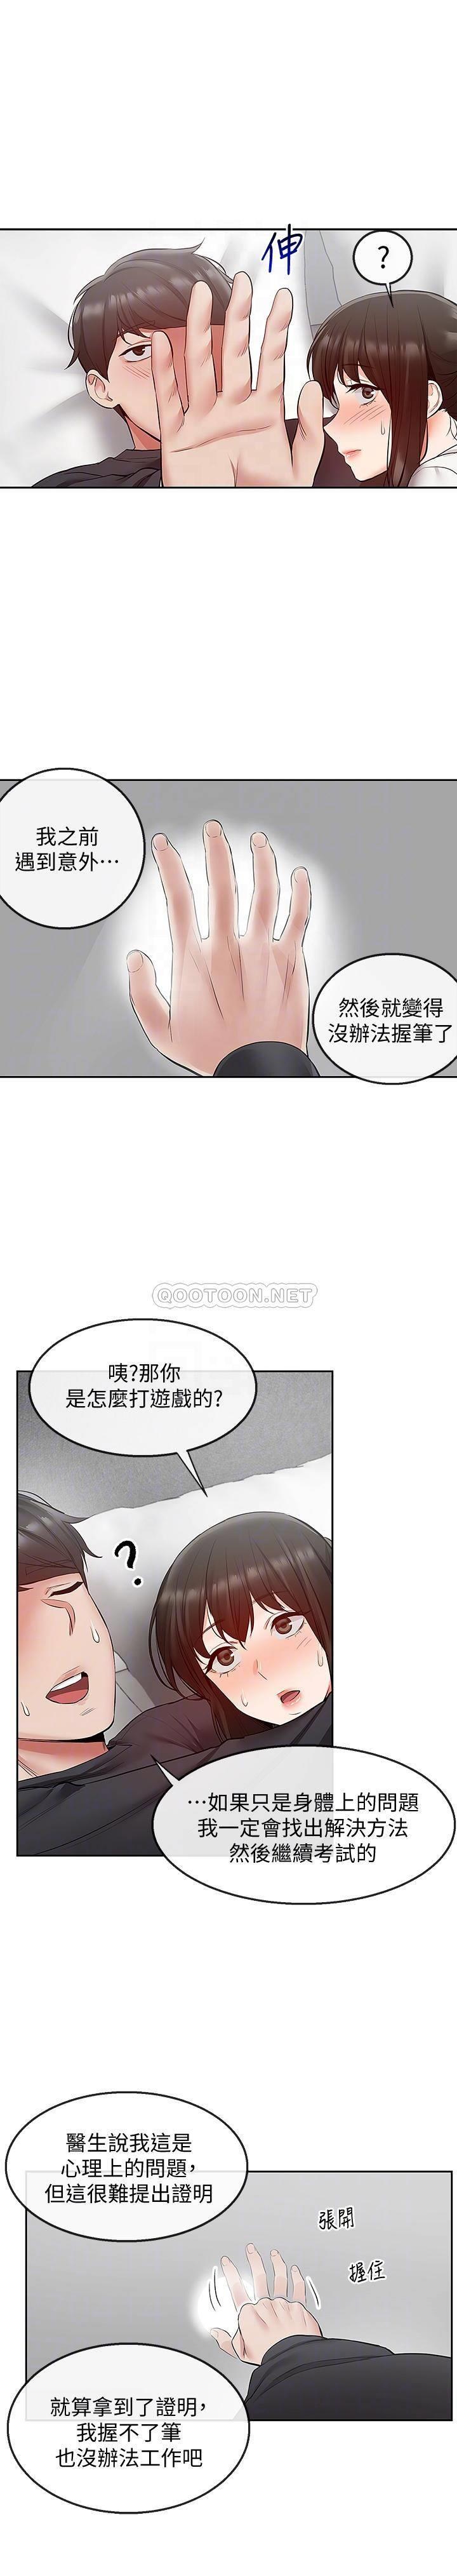 伸
?
我之前
遇到意外…
然後就變得
沒辦法握筆了
QOOTOON.NET
咦?那你
是怎麼打遊戲的?
?
…如果只是身體上的問題
我一定會找出解決方法
然後繼續考試的
醫生說我這是
心理上的問題,
但這很難提出證明
張開
握住
就算拿到了證明,
我握不了筆
也沒辦法工作吧